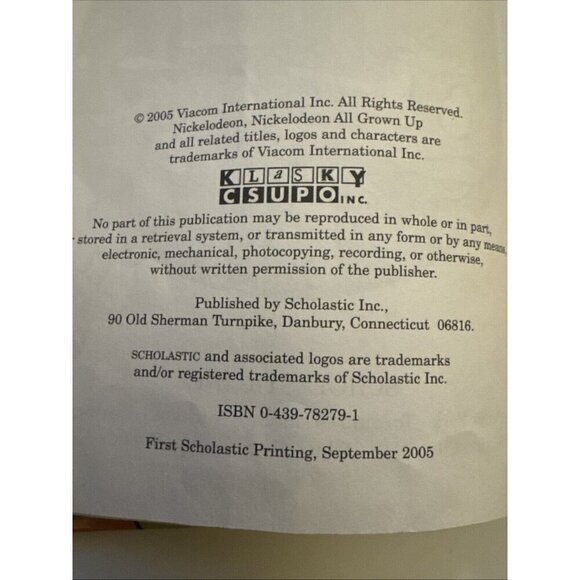 © 2005 Viacom International Inc. All Rights Reserved.
Nickelodeon, Nickelodeon All Grown Up
and all related titles, logos and characters are
trademarks of Viacom International Inc.
KLaSKY
CSUPO INC.
No part of this publication may be reproduced in whole or in part,
stored in a retrieval system, or transmitted in any form or by any means,
electronic, mechanical, photocopying, recording, or otherwise,
without written permission of the publisher.
Published by Scholastic Inc.,
90 Old Sherman Turnpike, Danbury, Connecticut 06816.
SCHOLASTIC and associated logos are trademarks
and/or registered trademarks of Scholastic Inc.
ISBN 0-439-78279-1
First Scholastic Printing, September 2005